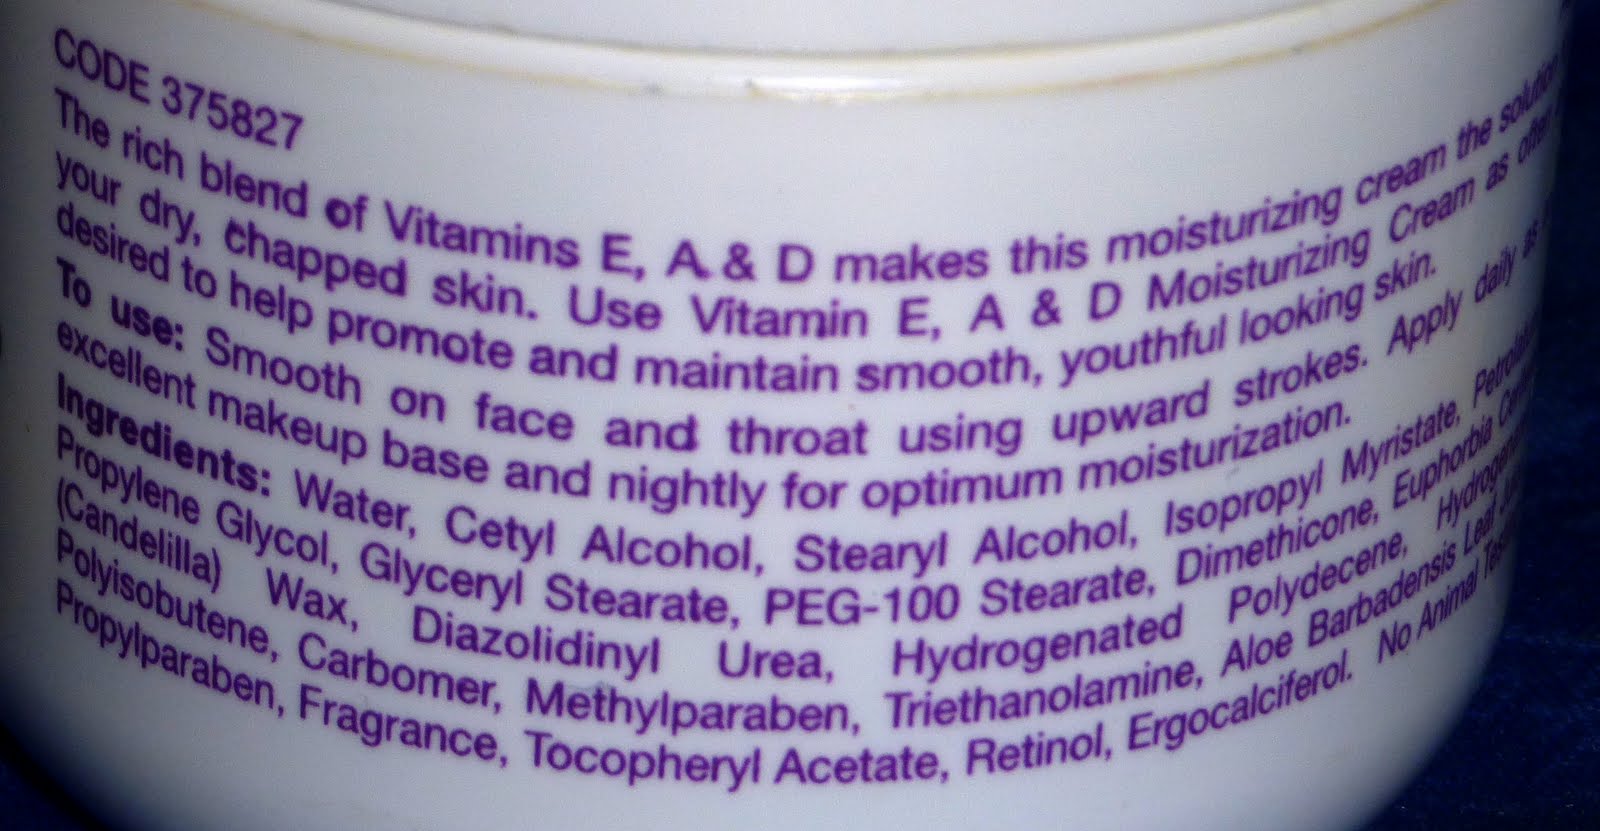 CODE 375827
The rich blend of Vitamins E, A & D makes this moisturizing cream the solution
your dry, chapped skin. Use Vitamin E, A & D Moisturizing Cream as often
desired to help promote and maintain smooth, youthful looking skin.
To use: Smooth on face and throat using upward strokes. Apply daily as
excellent makeup base and nightly for optimum moisturization.
Ingredients: Water, Cetyl Alcohol, Stearyl Alcohol, Isopropyl Myristate,
Propylene Glycol, Glyceryl Stearate, PEG-100 Stearate, Dimethicone, Euphorbia
(Candelilla) Wax, Diazolidinyl Urea, Hydrogenated Polydecene,
Polyisobutene, Carbomer, Methylparaben, Triethanolamine, Aloe Barbadensis Leaf
Propylparaben, Fragrance, Tocopheryl Acetate, Retinol, Ergocalciferol. No Animal